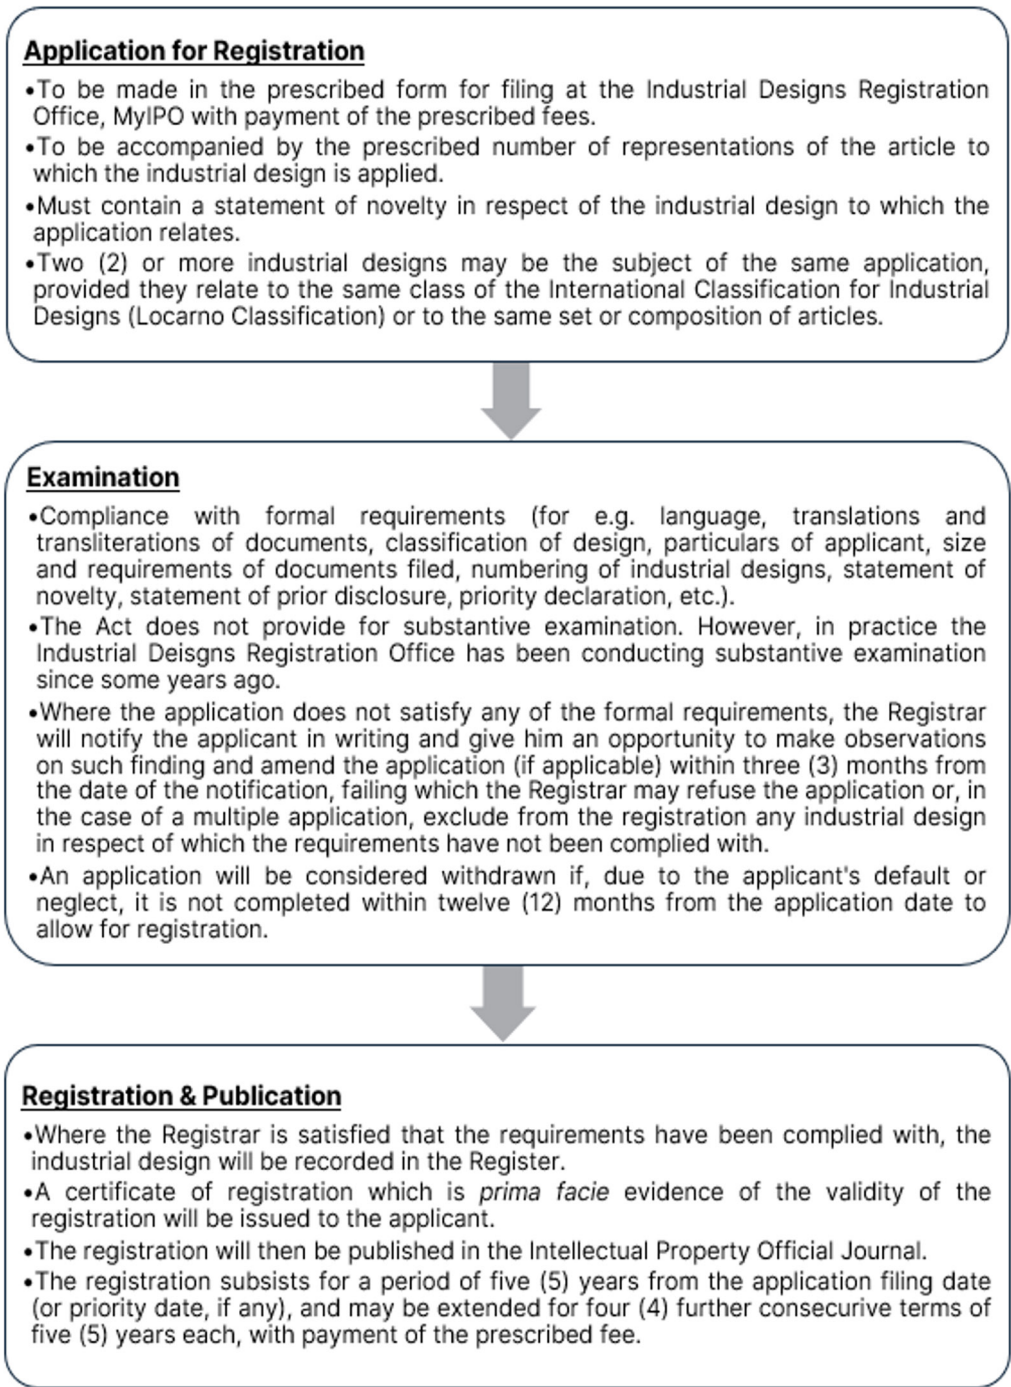 Application for Registration
•To be made in the prescribed form for filing at the Industrial Designs Registration
Office, MyIPO with payment of the prescribed fees.
•To be accompanied by the prescribed number of representations of the article to
which the industrial design is applied.
•Must contain a statement of novelty in respect of the industrial design to which the
application relates.
•Two (2) or more industrial designs may be the subject of the same application,
provided they relate to the same class of the International Classification for Industrial
Designs (Locarno Classification) or to the same set or composition of articles.
Examination
•Compliance with formal requirements (for e.g. language, translations and
transliterations of documents, classification of design, particulars of applicant, size
and requirements of documents filed, numbering of industrial designs, statement of
novelty, statement of prior disclosure, priority declaration, etc.).
•The Act does not provide for substantive examination. However, in practice the
Industrial Deisgns Registration Office has been conducting substantive examination
since some years ago.
•Where the application does not satisfy any of the formal requirements, the Registrar
will notify the applicant in writing and give him an opportunity to make observations
on such finding and amend the application (if applicable) within three (3) months from
the date of the notification, failing which the Registrar may refuse the application or, in
the case of a multiple application, exclude from the registration any industrial design
in respect of which the requirements have not been complied with.
•An application will be considered withdrawn if, due to the applicant's default or
neglect, it is not completed within twelve (12) months from the application date to
allow for registration.
Registration & Publication
•Where the Registrar is satisfied that the requirements have been complied with, the
industrial design will be recorded in the Register.
•A certificate of registration which is prima facie evidence of the validity of the
registration will be issued to the applicant.
•The registration will then be published in the Intellectual Property Official Journal.
•The registration subsists for a period of five (5) years from the application filing date
(or priority date, if any), and may be extended for four (4) further consecurive terms of
five (5) years each, with payment of the prescribed fee.